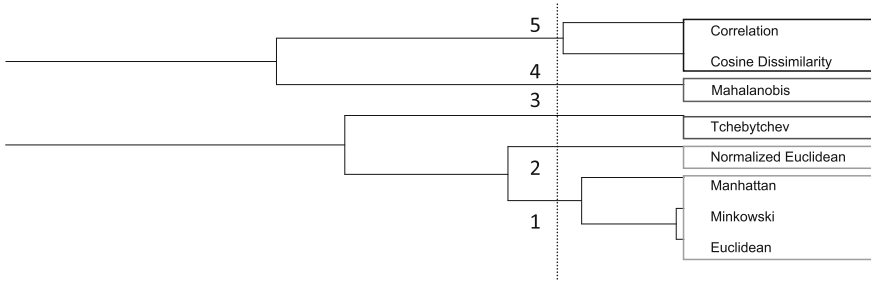 5
Correlation
Cosine Dissimilarity
4
Mahalanobis
3
Tchebytchev
Normalized Euclidean
2
Manhattan
Minkowski
1
Euclidean